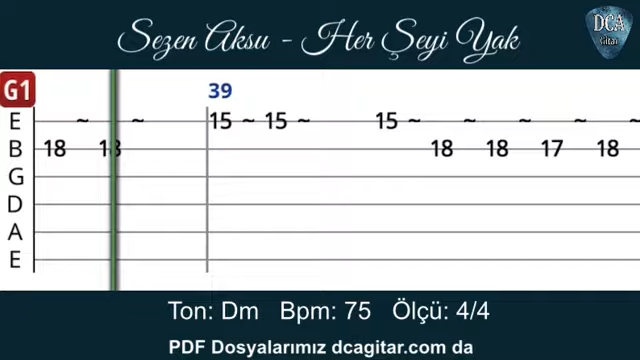 Sezen Aksu - Her Şeyi Yak
DCA
Gitar
G1
39
E ~ ~ 15 ~ 15 ~ 15 ~ ~ ~ ~ ~
B 18 18 18 18 17 18
G
D
A
E
Ton: Dm Bpm: 75 Ölçü: 4/4
PDF Dosyalarımız dcagitar.com da